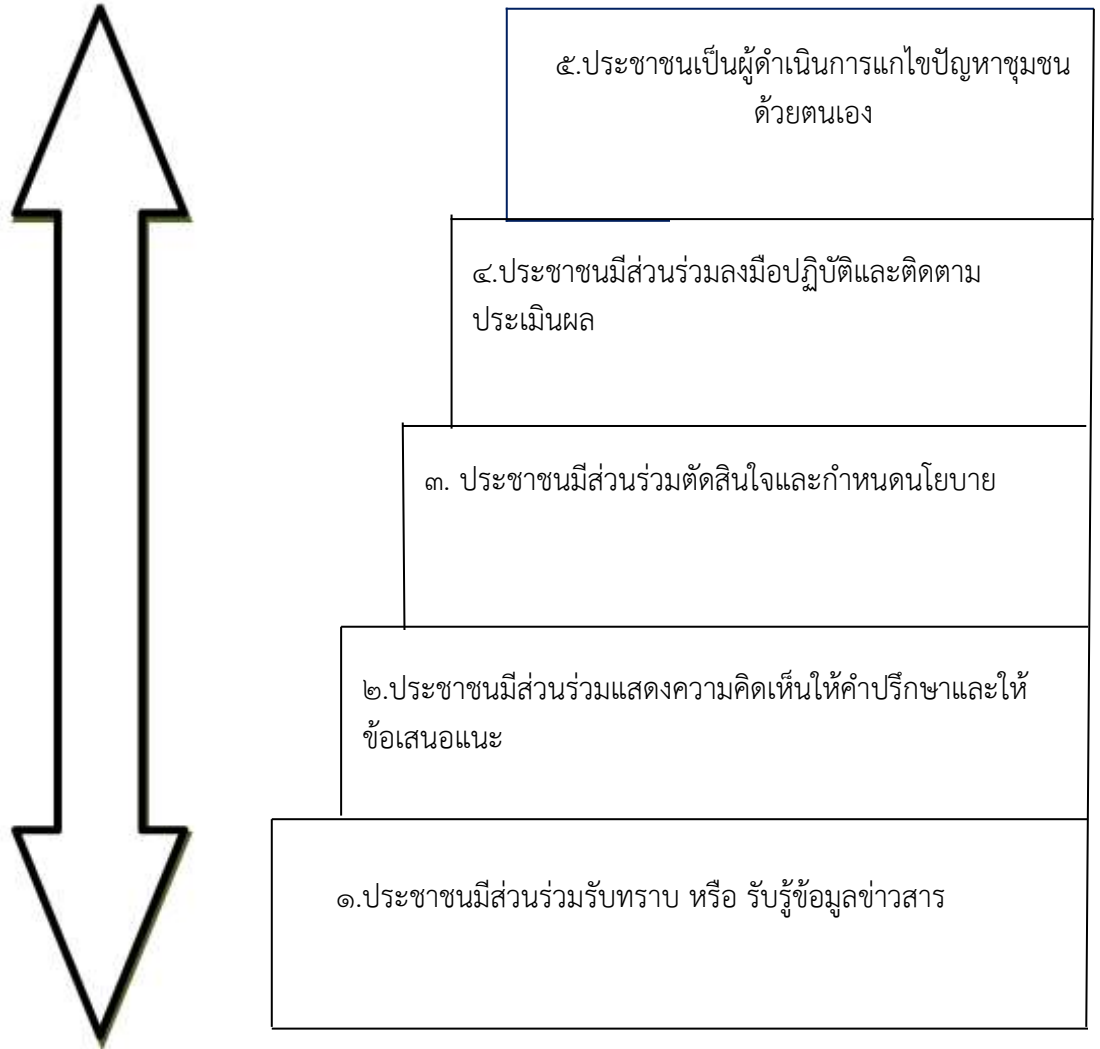 ๕.ประชาชนเป็นผู้ดำเนินการแก้ไขปัญหาชุมชน
ด้วยตนเอง
๔.ประชาชนมีส่วนร่วมลงมือปฏิบัติและติดตาม
ประเมินผล
๓. ประชาชนมีส่วนร่วมตัดสินใจและกำหนดนโยบาย
๒.ประชาชนมีส่วนร่วมแสดงความคิดเห็นให้คำปรึกษาและให้
ข้อเสนอแนะ
๑.ประชาชนมีส่วนร่วมรับทราบ หรือ รับรู้ข้อมูลข่าวสาร